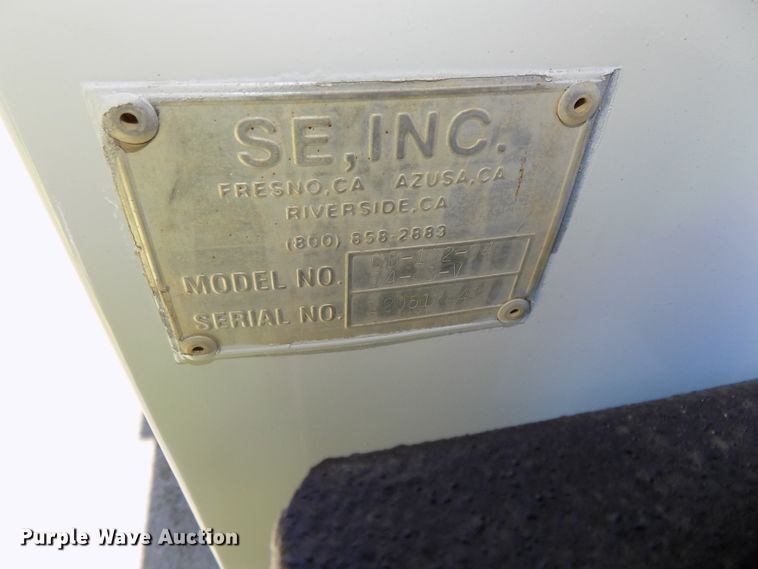 SE, INC.
FRESNO, CA AZUSA, CA
RIVERSIDE, CA
(800) 858-2883
MODEL NO.
SERIAL NO.
Purple Wave Auction